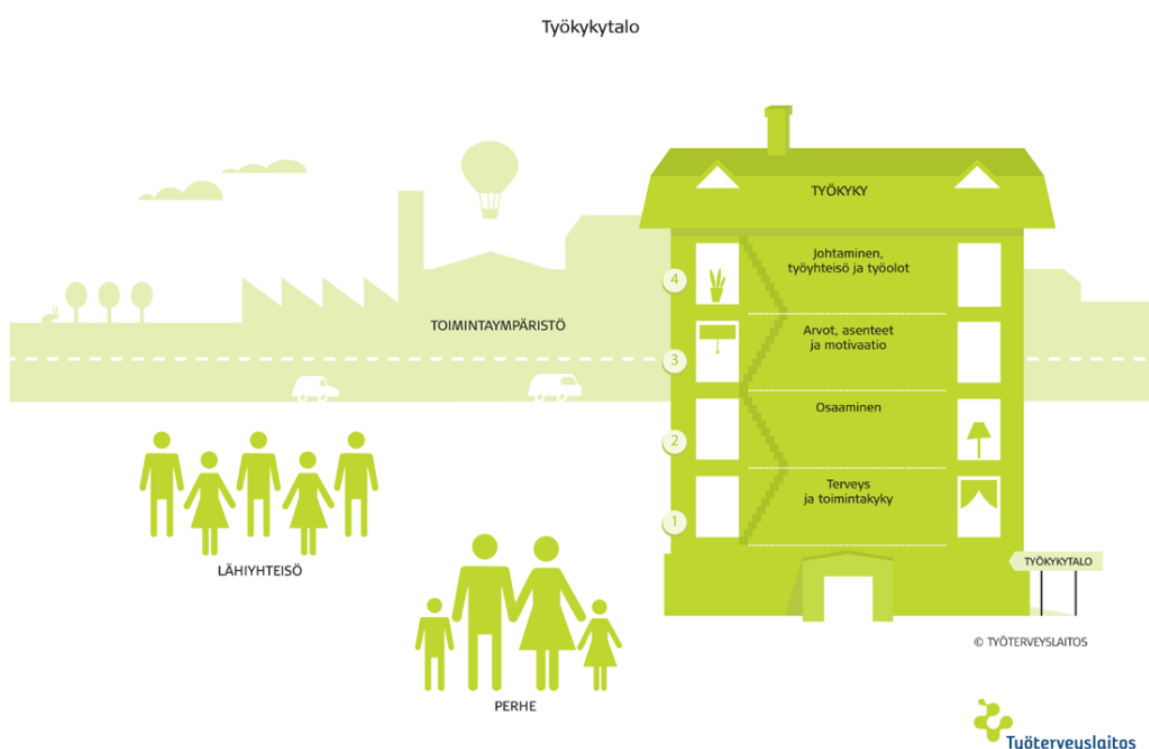 Työkykytalo
TYÖKYKY
Johtaminen,
työyhteisö ja työolot
4
TOIMINTAYMPÄRISTÖ
Arvot, asenteet
ja motivaatio
3
Osaaminen
2
Terveys
ja toimintakyky
1
LÄHIYHTEISÖ
TYÖKYKYTALO
© TYÖTERVEYSLAITOS
PERHE
Työterveyslaitos